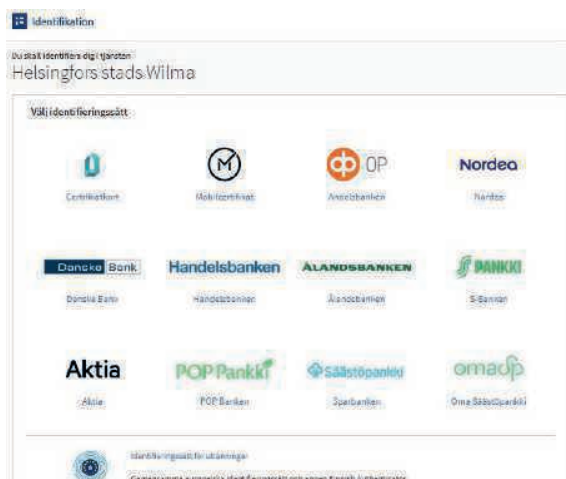 Identifikation
Du skall identifiera dig i tjänsten
Helsingfors stads Wilma
Välj identifieringssätt
OP Nordea
Certifikatkort Mobilcertifikat Andelsbanken Nordea
Danske Bank Handelsbanken ÅLANDSBANKEN S PANKKI
Danske Bank Handelsbanken Ålandsbanken S-Banken
Aktia POP Pankki Säästöpankki omasp
Aktia POP Banken Sparbanken Oma Säästöpankki
Identifieringssätt för utlänningar